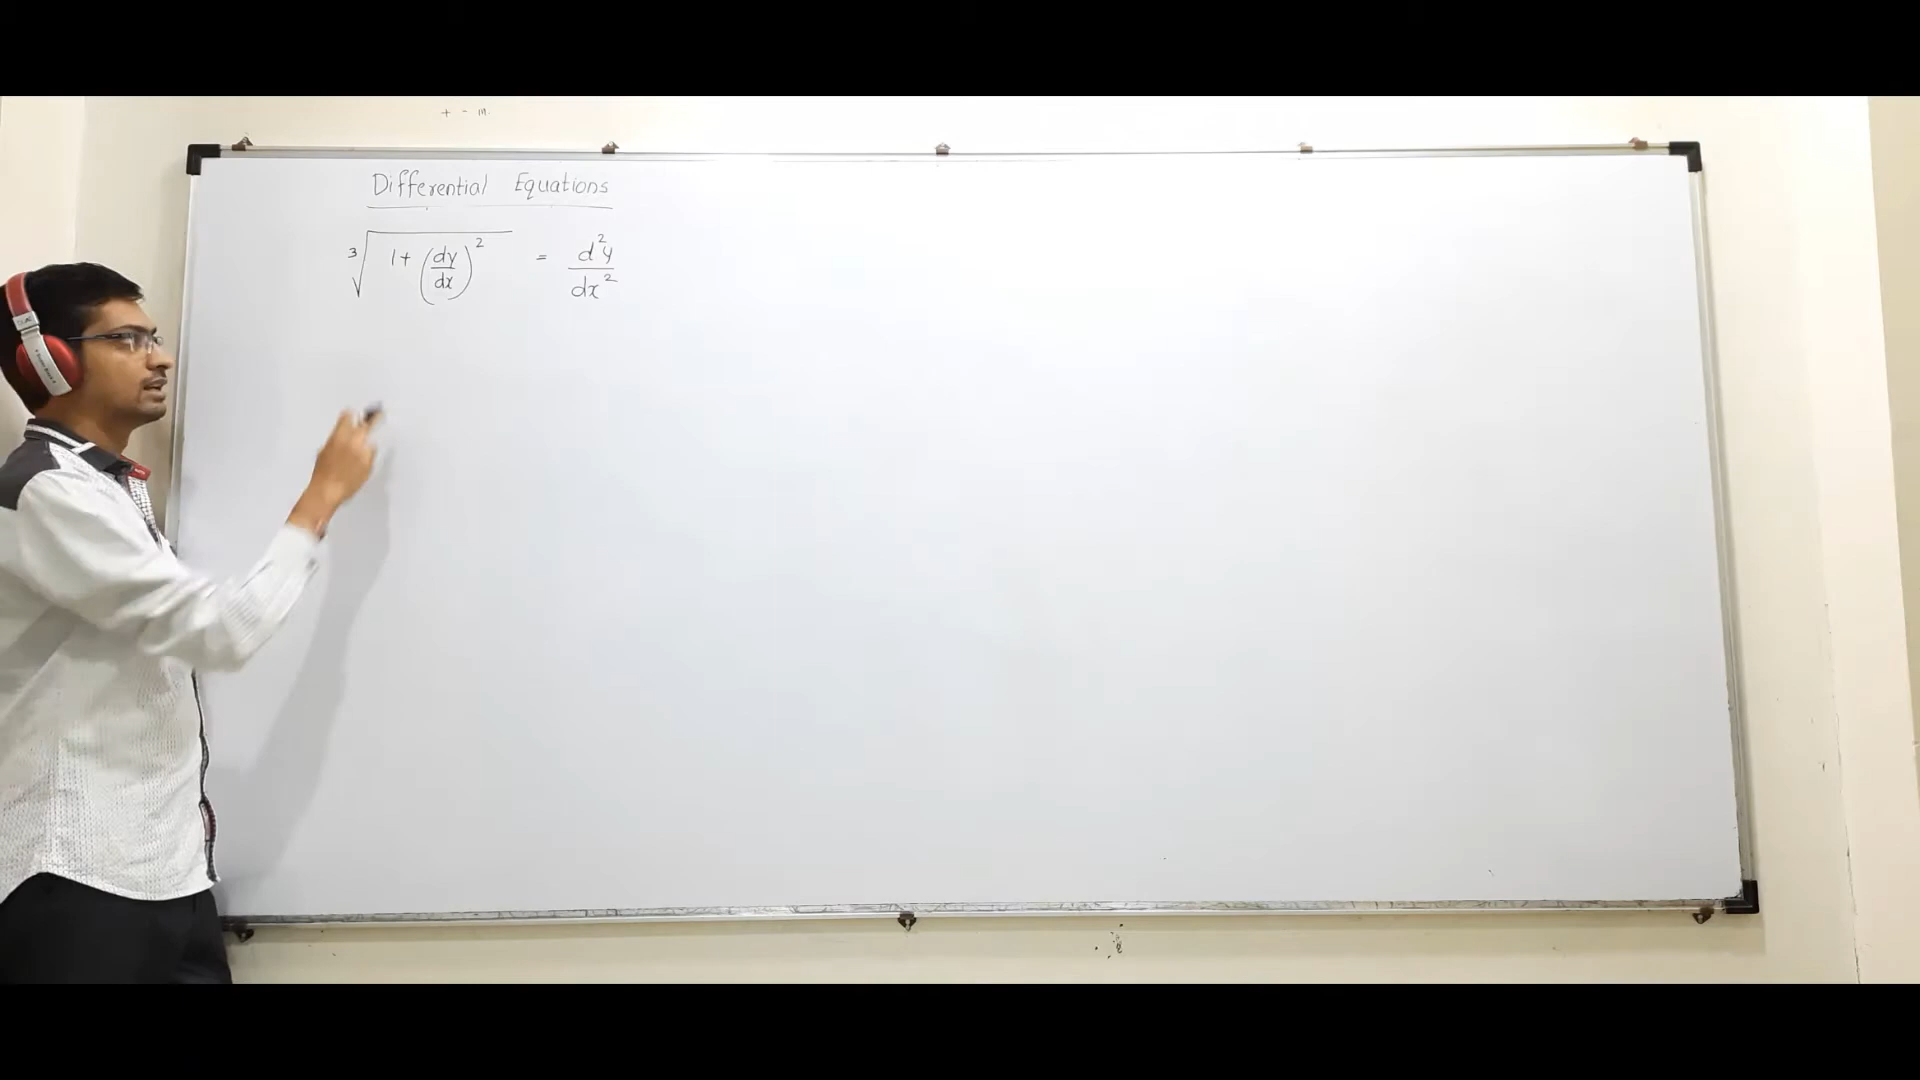 + - m.
Differential Equations
∛(1+(dy/dx)²) = d²y/dx²